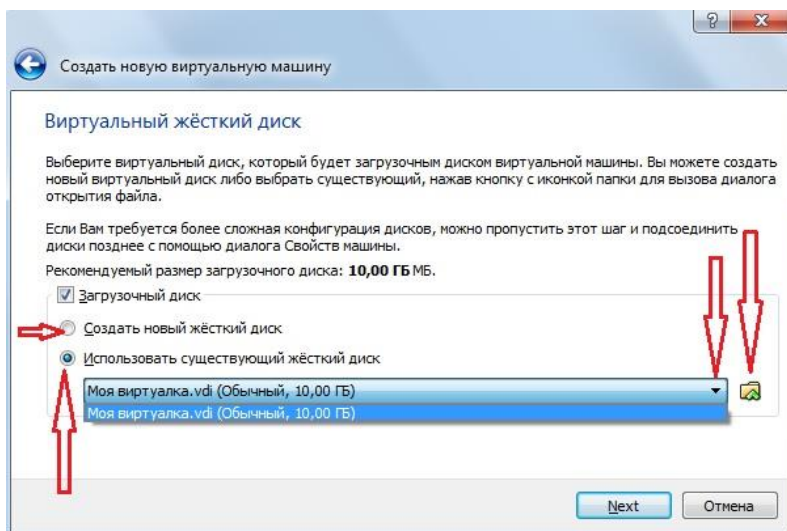 ?
X
Создать новую виртуальную машину
Виртуальный жёсткий диск
Выберите виртуальный диск, который будет загрузочным диском виртуальной машины. Вы можете создать
новый виртуальный диск либо выбрать существующий, нажав кнопку с иконкой папки для вызова диалога
открытия файла.
Если Вам требуется более сложная конфигурация дисков, можно пропустить этот шаг и подсоединить
диски позднее с помощью диалога Свойств машины.
Рекомендуемый размер загрузочного диска: 10,00 ГБ МБ.
Загрузочный диск
Создать новый жёсткий диск
Использовать существующий жёсткий диск
Моя виртуалка.vdi (Обычный, 10,00 ГБ)
Моя виртуалка.vdi (Обычный, 10,00 ГБ)
Next
Отмена